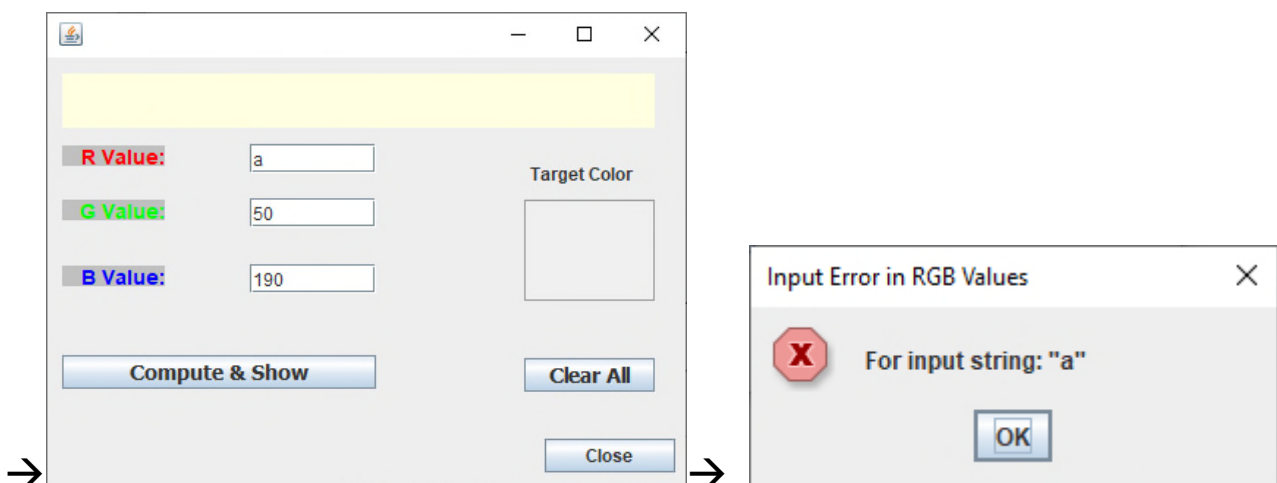 R Value:
a
Target Color
G Value:
50
B Value:
190
Compute & Show
Clear All
Close
→
→
Input Error in RGB Values
For input string: "a"
OK